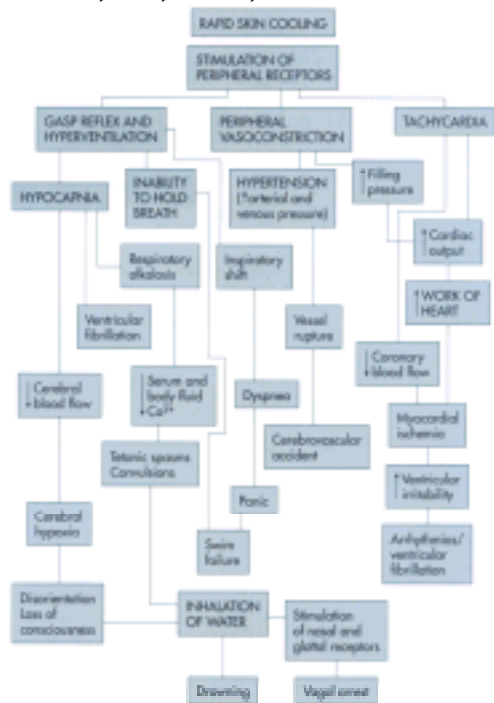 RAPID SKIN COOLING
STIMULATION OF
PERIPHERAL RECEPTORS
GASP REFLEX AND
HYPERVENTILATION
PERIPHERAL
VASOCONSTRICTION
TACHYCARDIA
HYPOCAPNIA
INABILITY
TO HOLD
BREATH
HYPERTENSION
(↑arterial and
venous pressure)
↑Filling
pressure
Respiratory
alkalosis
Inspiratory
shift
↑Cardiac
output
↑WORK OF
HEART
Ventricular
fibrillation
Vessel
rupture
↓Cerebral
blood flow
↓Serum and
body fluid
Ca²⁺
Dyspnea
↓Coronary
blood flow
Tetanic spasms
Convulsions
Cerebrovascular
accident
Myocardial
ischemia
Panic
↑Ventricular
irritability
Cerebral
hypoxia
Swim
failure
Arrhythmias/
ventricular
fibrillation
Disorientation
Loss of
consciousness
INHALATION
OF WATER
Stimulation
of nasal and
glottal receptors
Drowning
Vagal arrest